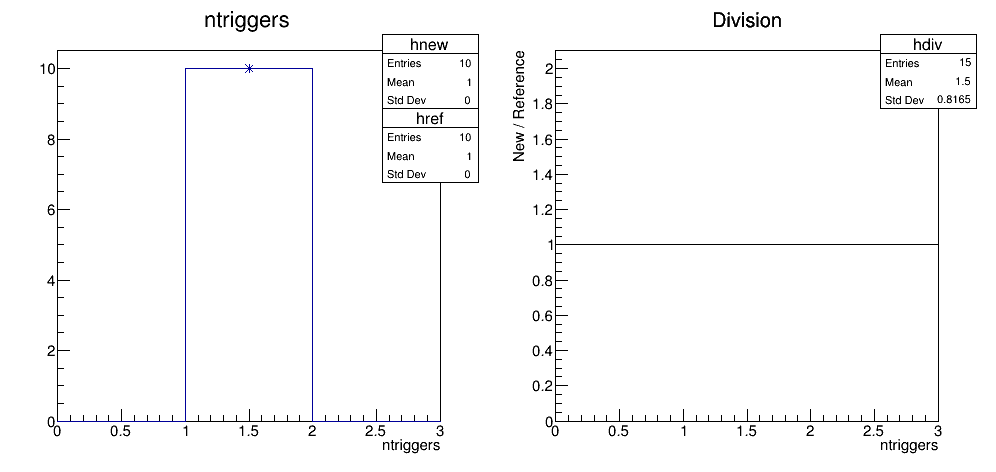 ntriggers
hnew
Entries 10
Mean 1
Std Dev 0
href
Entries 10
Mean 1
Std Dev 0
10
8
6
4
2
0
0 0.5 1 1.5 2 2.5 3
ntriggers
Division
hdiv
Entries 15
Mean 1.5
Std Dev 0.8165
New / Reference
2
1.8
1.6
1.4
1.2
1
0.8
0.6
0.4
0.2
0
0 0.5 1 1.5 2 2.5 3
ntriggers